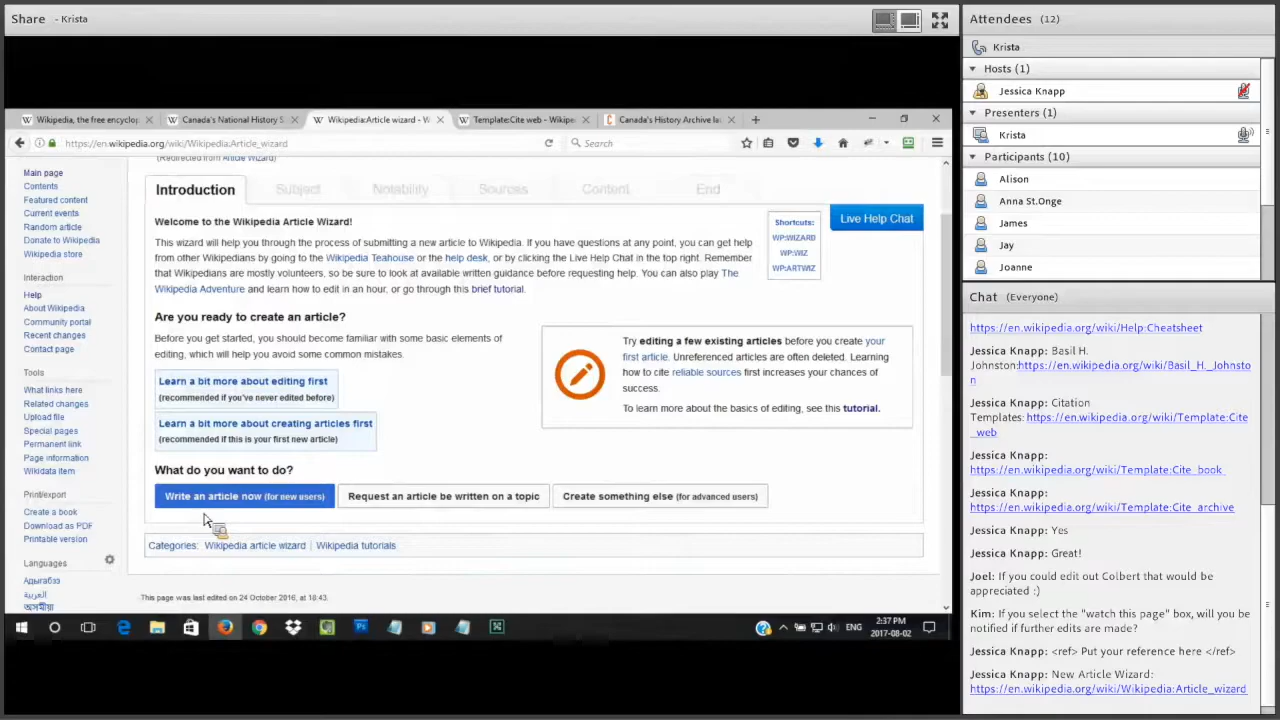 Share - Krista
Wikipedia, the free encyclop
Canada's National History S
Wikipedia:Article wizard - W
Template:Cite web - Wikipe
Canada's History Archive la
https://en.wikipedia.org/wiki/Wikipedia:Article_wizard
Search
(Redirected from Article Wizard)
Main page
Contents
Featured content
Current events
Random article
Donate to Wikipedia
Wikipedia store
Interaction
Help
About Wikipedia
Community portal
Recent changes
Contact page
Tools
What links here
Related changes
Upload file
Special pages
Permanent link
Page information
Wikidata item
Print/export
Create a book
Download as PDF
Printable version
Languages
Адыгабзэ
العربية
অসমীয়া
Introduction
Subject
Notability
Sources
Content
End
Welcome to the Wikipedia Article Wizard!
This wizard will help you through the process of submitting a new article to Wikipedia. If you have questions at any point, you can get help
from other Wikipedians by going to the Wikipedia Teahouse or the help desk, or by clicking the Live Help Chat in the top right. Remember
that Wikipedians are mostly volunteers, so be sure to look at available written guidance before requesting help. You can also play The
Wikipedia Adventure and learn how to edit in an hour, or go through this brief tutorial.
Shortcuts:
WP:WIZARD
WP:WIZ
WP:ARTWIZ
Live Help Chat
Are you ready to create an article?
Before you get started, you should become familiar with some basic elements of
editing, which will help you avoid some common mistakes.
Learn a bit more about editing first
(recommended if you've never edited before)
Learn a bit more about creating articles first
(recommended if this is your first new article)
Try editing a few existing articles before you create your
first article. Unreferenced articles are often deleted. Learning
how to cite reliable sources first increases your chances of
success.
To learn more about the basics of editing, see this tutorial.
What do you want to do?
Write an article now (for new users)
Request an article be written on a topic
Create something else (for advanced users)
Categories: Wikipedia article wizard | Wikipedia tutorials
This page was last edited on 24 October 2016, at 18:43.
ENG
2:37 PM
2017-08-02
Attendees (12)
Krista
Hosts (1)
Jessica Knapp
Presenters (1)
Krista
Participants (10)
Alison
Anna St.Onge
James
Jay
Joanne
Chat (Everyone)
https://en.wikipedia.org/wiki/Help:Cheatsheet
Jessica Knapp: Basil H.
Johnston:https://en.wikipedia.org/wiki/Basil_H._Johnsto
n
Jessica Knapp: Citation
Templates: https://en.wikipedia.org/wiki/Template:Cite
_web
Jessica Knapp:
https://en.wikipedia.org/wiki/Template:Cite_book
Jessica Knapp:
https://en.wikipedia.org/wiki/Template:Cite_archive
Jessica Knapp: Yes
Jessica Knapp: Great!
Joel: If you could edit out Colbert that would be
appreciated :)
Kim: If you select the "watch this page" box, will you be
notified if further edits are made?
Jessica Knapp: <ref> Put your reference here </ref>
Jessica Knapp: New Article Wizard:
https://en.wikipedia.org/wiki/Wikipedia:Article_wizard